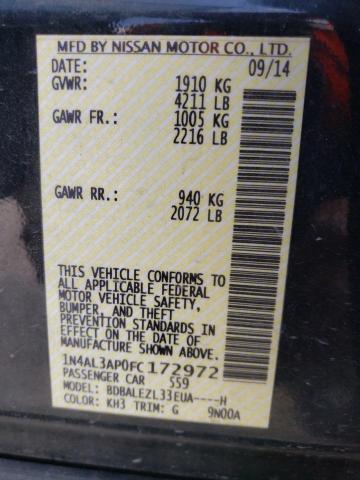 MFD BY NISSAN MOTOR CO., LTD.
DATE: 09/14
GVWR: 1910 KG
4211 LB
GAWR FR.: 1005 KG
2216 LB
GAWR RR.: 940 KG
2072 LB
THIS VEHICLE CONFORMS TO
ALL APPLICABLE FEDERAL
MOTOR VEHICLE SAFETY,
BUMPER, AND THEFT
PREVENTION STANDARDS IN
EFFECT ON THE DATE OF
MANUFACTURE SHOWN ABOVE.
1N4AL3AP0FC172972
PASSENGER CAR 559
MODEL: BDBALEZL33EUA----H
COLOR: KH3 TRIM: G 9N00A